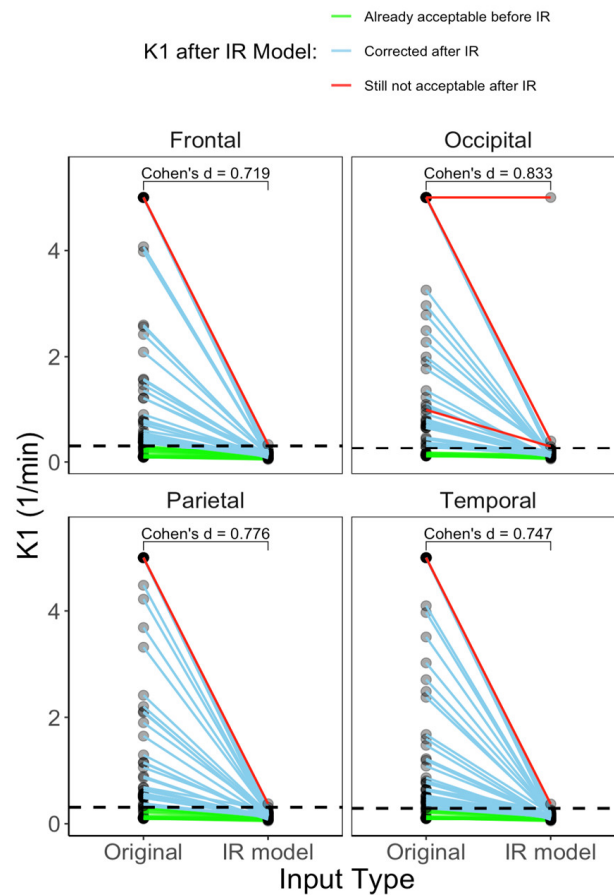 Already acceptable before IR
K1 after IR Model:
Corrected after IR
Still not acceptable after IR
Frontal
Occipital
Cohen's d = 0.719
Cohen's d = 0.833
4
2
0
Parietal
Temporal
Cohen's d = 0.776
Cohen's d = 0.747
4
2
0
K1 (1/min)
Original
IR model
Original
IR model
Input Type